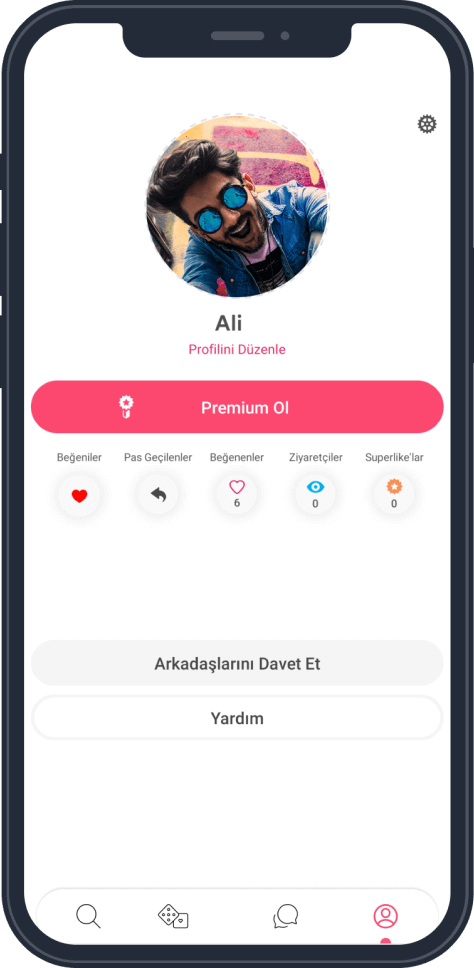 Ali
Profilini Düzenle
Premium Ol
Beğeniler Pas Geçilenler Beğenenler Ziyaretçiler Superlike'lar
6 0 0
Arkadaşlarını Davet Et
Yardım